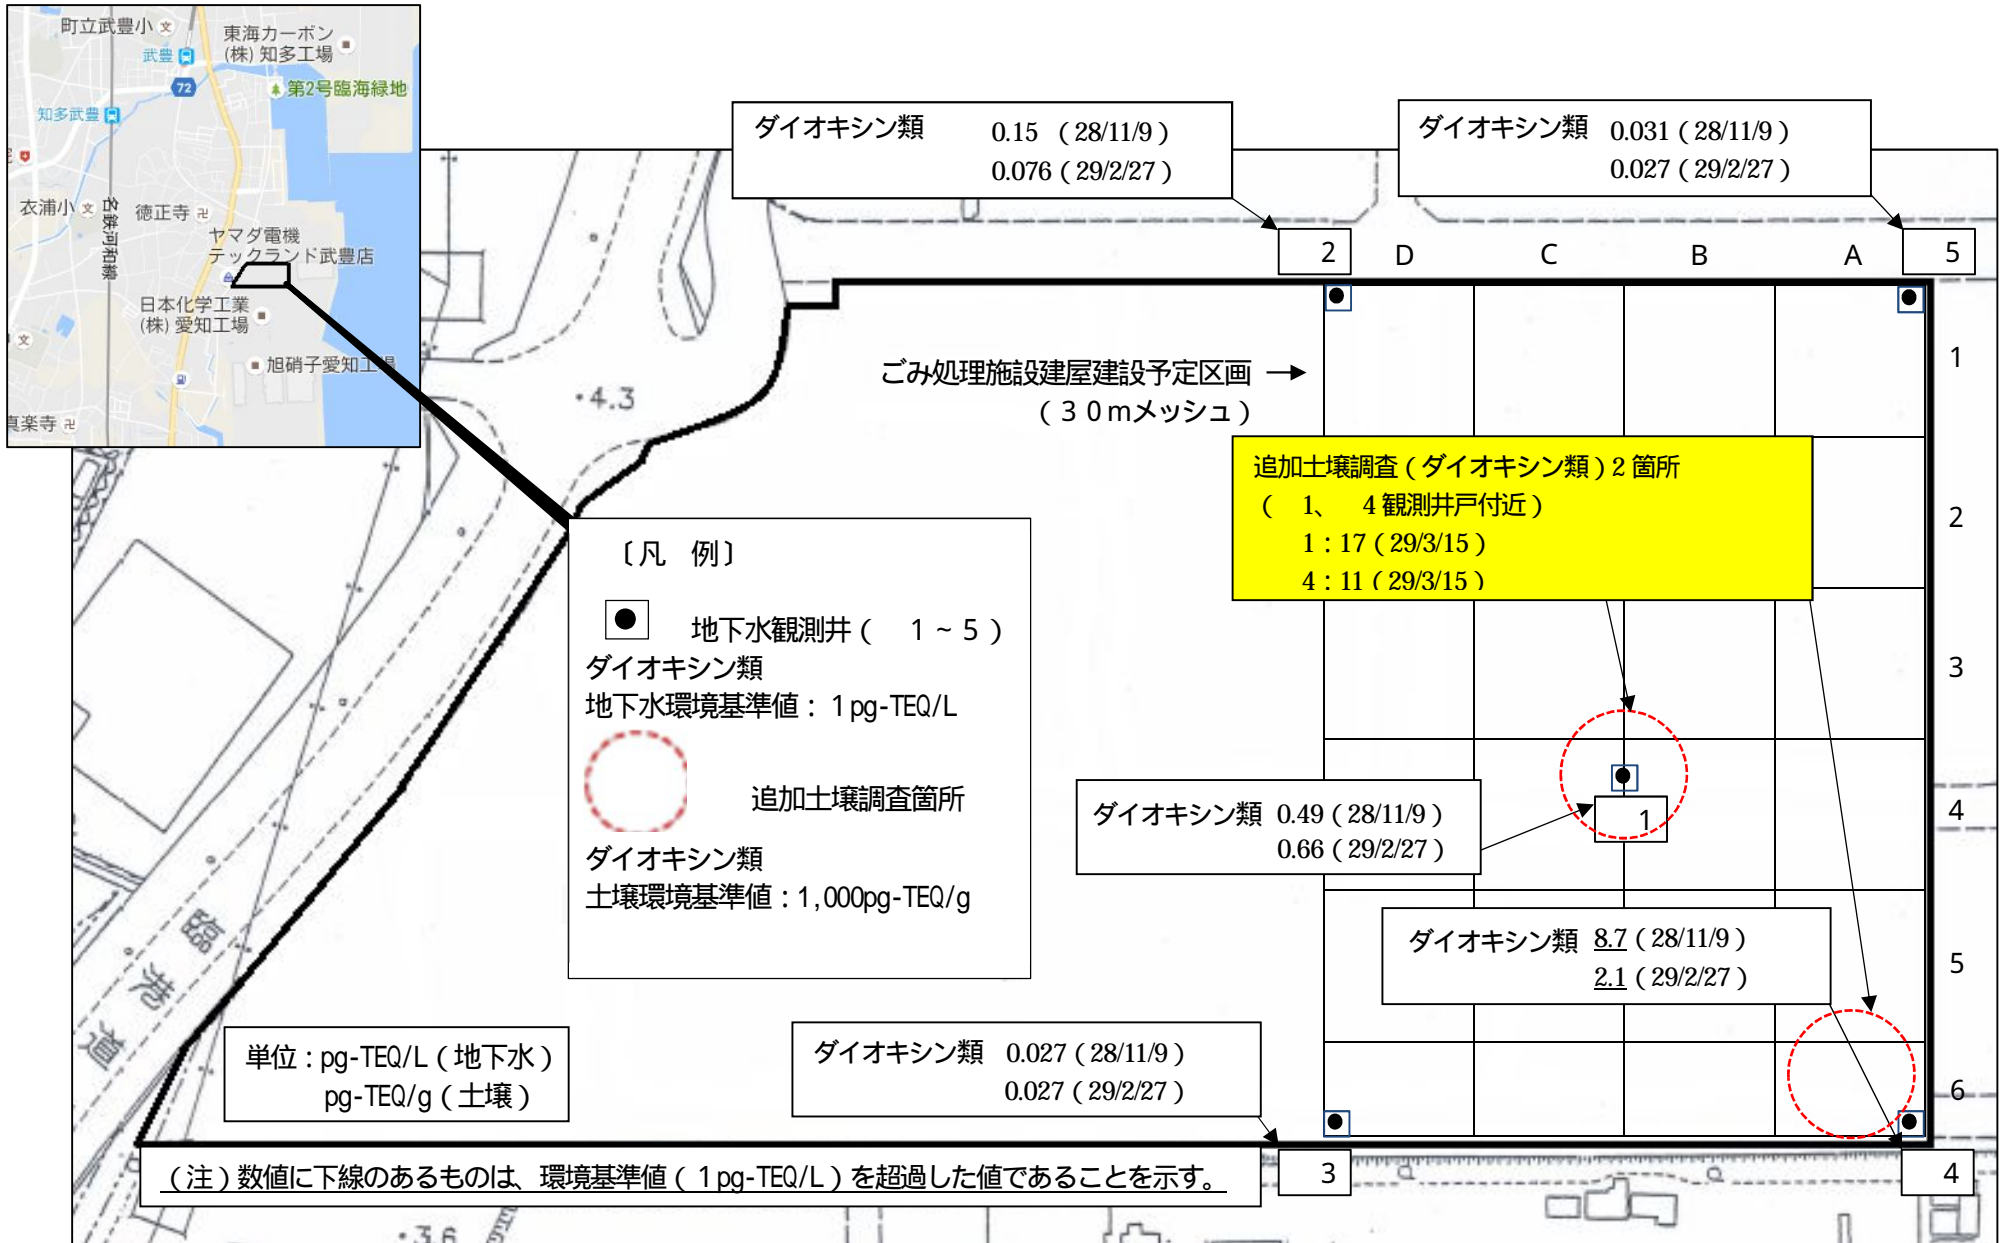 町立武豊小
東海カーボン
(株) 知多工場
武豊
72
第2号臨海緑地
知多武豊
衣浦小
名鉄河和線
徳正寺
ヤマダ電機
テックランド武豊店
日本化学工業
(株) 愛知工場
旭硝子愛知工場
真楽寺
ダイオキシン類 0.15 （28/11/9）
0.076（29/2/27）
ダイオキシン類 0.031（28/11/9）
0.027（29/2/27）
2 D C B A 5
4.3
ごみ処理施設建屋建設予定区画 →
（３０mメッシュ）
1
追加土壌調査（ダイオキシン類）2 箇所
（ 1、 4 観測井戸付近）
1：17（29/3/15）
4：11（29/3/15）
2
〔凡 例〕
地下水観測井（ 1～5）
ダイオキシン類
地下水環境基準値：1pg-TEQ/L
追加土壌調査箇所
ダイオキシン類
土壌環境基準値：1,000pg-TEQ/g
3
ダイオキシン類 0.49（28/11/9）
0.66（29/2/27）
1
4
ダイオキシン類 8.7（28/11/9）
2.1（29/2/27）
5
臨港
単位：pg-TEQ/L（地下水）
pg-TEQ/g（土壌）
ダイオキシン類 0.027（28/11/9）
0.027（29/2/27）
6
（注）数値に下線のあるものは、環境基準値（1pg-TEQ/L）を超過した値であることを示す。
3
4
3.6